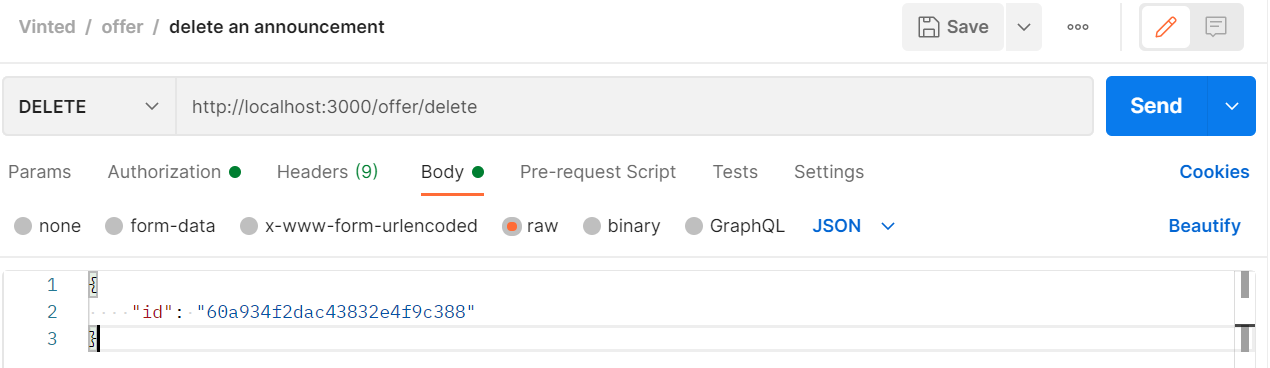 Vinted / offer / delete an announcement
Save
DELETE
http://localhost:3000/offer/delete
Send
Params Authorization Headers (9) Body Pre-request Script Tests Settings Cookies
none form-data x-www-form-urlencoded raw binary GraphQL JSON Beautify
1 {
2 "id": "60a934f2dac43832e4f9c388"
3 }